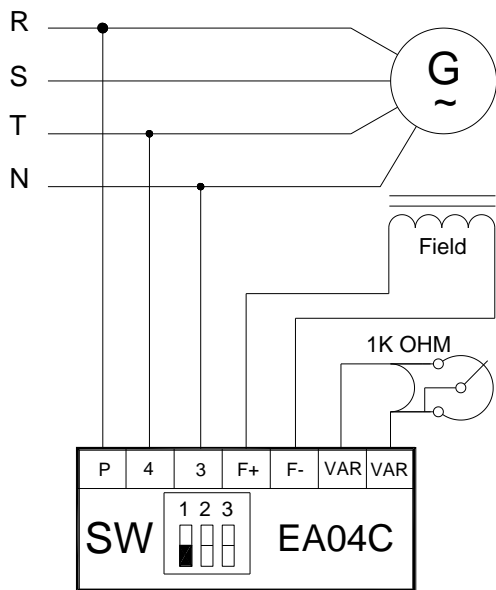 R
S
T
N
G
~
Field
1K OHM
P 4 3 F+ F- VAR VAR
1 2 3
SW EA04C